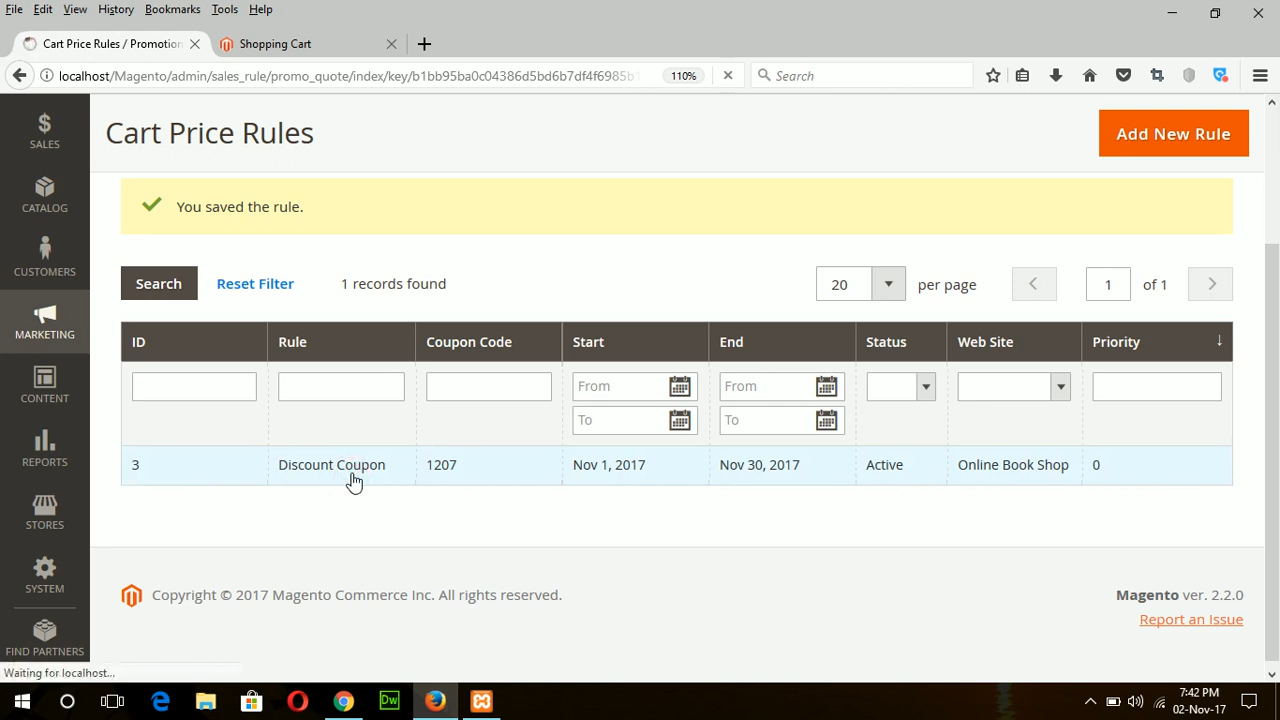 File Edit View History Bookmarks Tools Help
Cart Price Rules / Promotion
Shopping Cart
localhost/Magento/admin/sales_rule/promo_quote/index/key/b1bb95ba0c04386d5bd6b7df4f6985b1
110%
Search
SALES
CATALOG
CUSTOMERS
MARKETING
CONTENT
REPORTS
STORES
SYSTEM
FIND PARTNERS
Cart Price Rules
Add New Rule
You saved the rule.
Search Reset Filter 1 records found 20 per page 1 of 1
ID Rule Coupon Code Start End Status Web Site Priority ↓
From From
To To
3 Discount Coupon 1207 Nov 1, 2017 Nov 30, 2017 Active Online Book Shop 0
Copyright © 2017 Magento Commerce Inc. All rights reserved.
Magento ver. 2.2.0
Report an Issue
Waiting for localhost...
Dw
7:42 PM
02-Nov-17